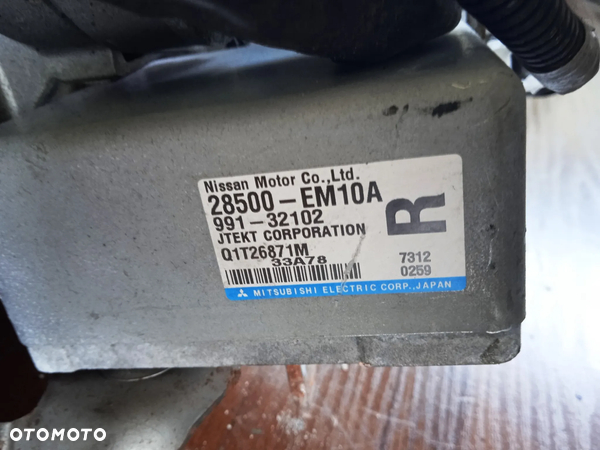 Nissan Motor Co.,Ltd.
28500-EM10A
991-32102
R
JTEKT CORPORATION
Q1T26871M
33A78
7312
0259
MITSUBISHI ELECTRIC CORP.,JAPAN
OTOMOTO